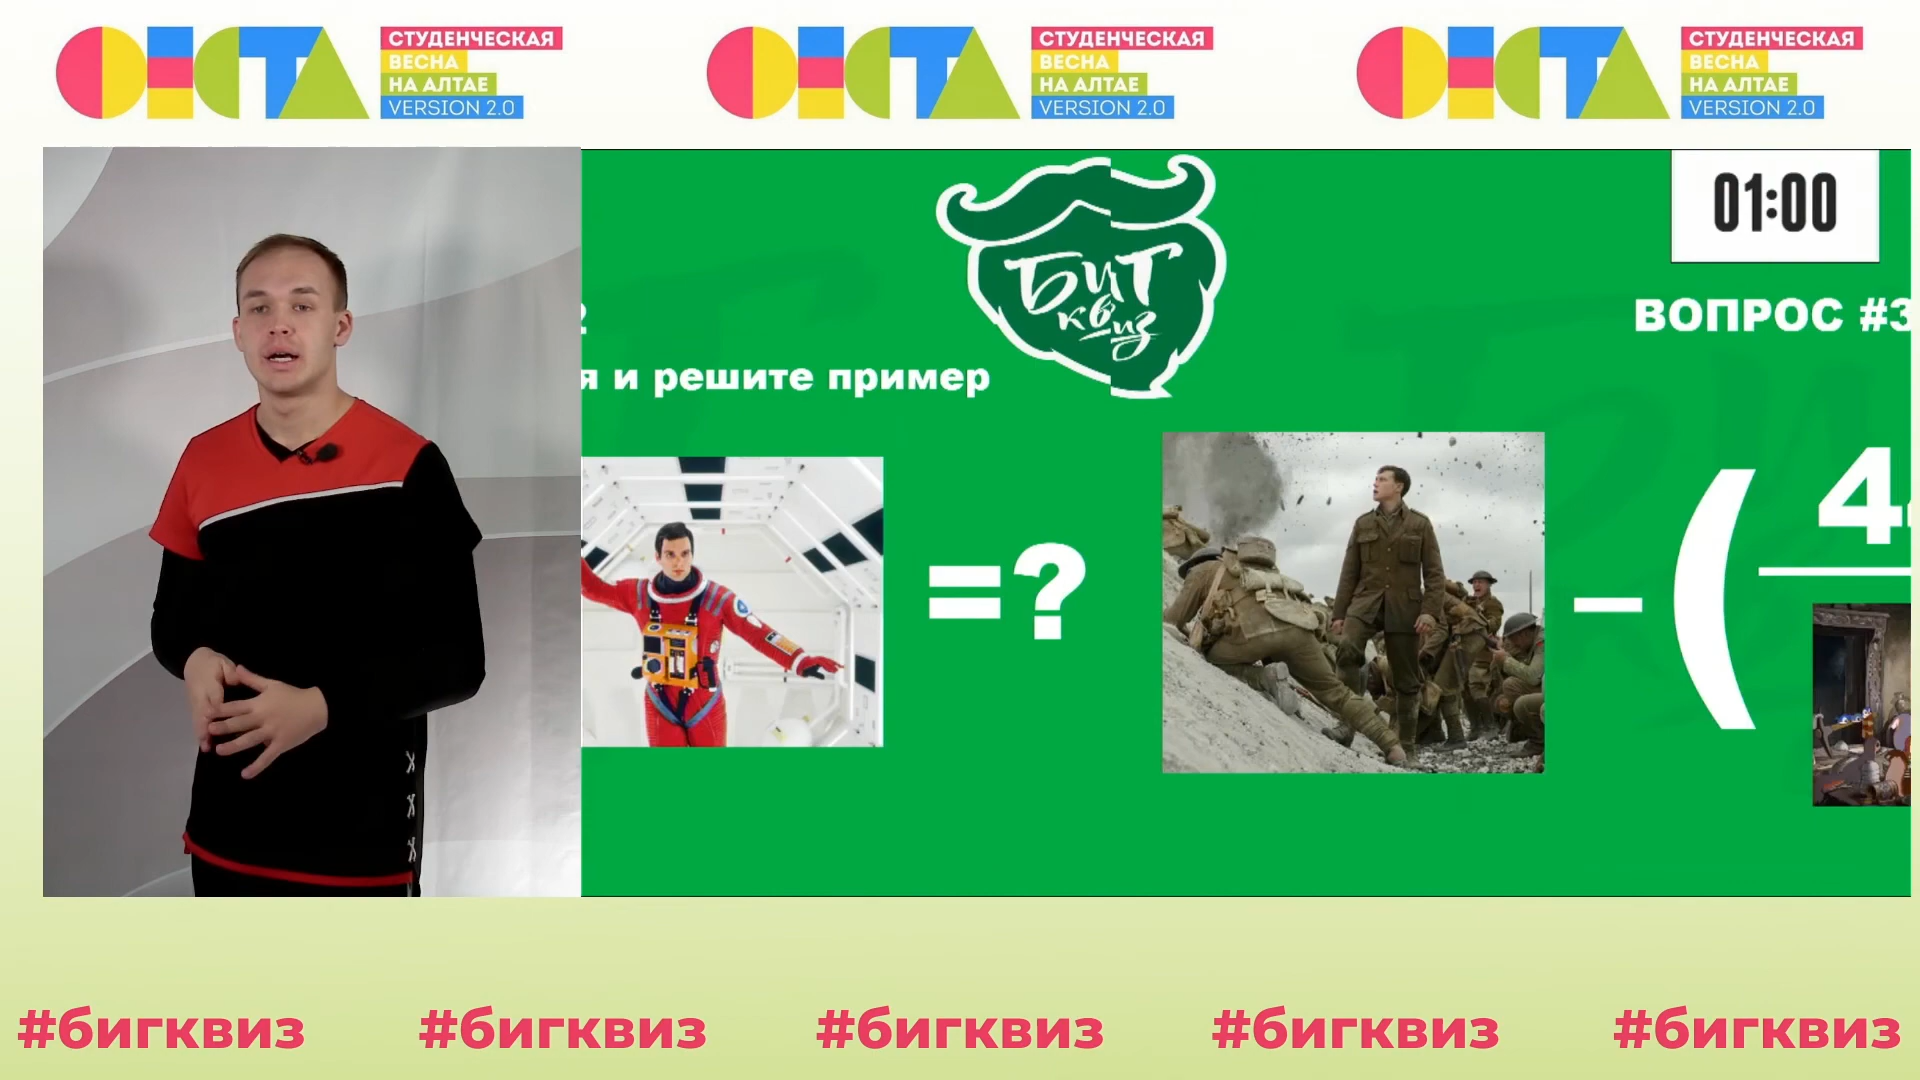 СТУДЕНЧЕСКАЯ
ВЕСНА
НА АЛТАЕ
VERSION 2.0
СТУДЕНЧЕСКАЯ
ВЕСНА
НА АЛТАЕ
VERSION 2.0
СТУДЕНЧЕСКАЯ
ВЕСНА
НА АЛТАЕ
VERSION 2.0
01:00
БИГ
КВИЗ
ВОПРОС #3
я и решите пример
=?
– (
#бигквиз #бигквиз #бигквиз #бигквиз #бигквиз